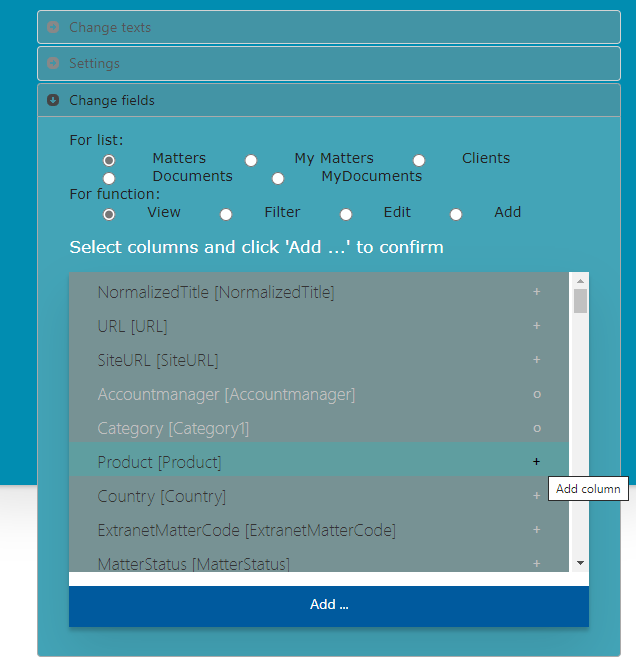 Change texts
Settings
Change fields
For list:
Matters My Matters Clients
Documents MyDocuments
For function:
View Filter Edit Add
Select columns and click 'Add ...' to confirm
NormalizedTitle [NormalizedTitle] +
URL [URL] +
SiteURL [SiteURL] +
Accountmanager [Accountmanager] o
Category [Category1] o
Product [Product] +
Add column
Country [Country] +
ExtranetMatterCode [ExtranetMatterCode] +
MatterStatus [MatterStatus] +
Add ...